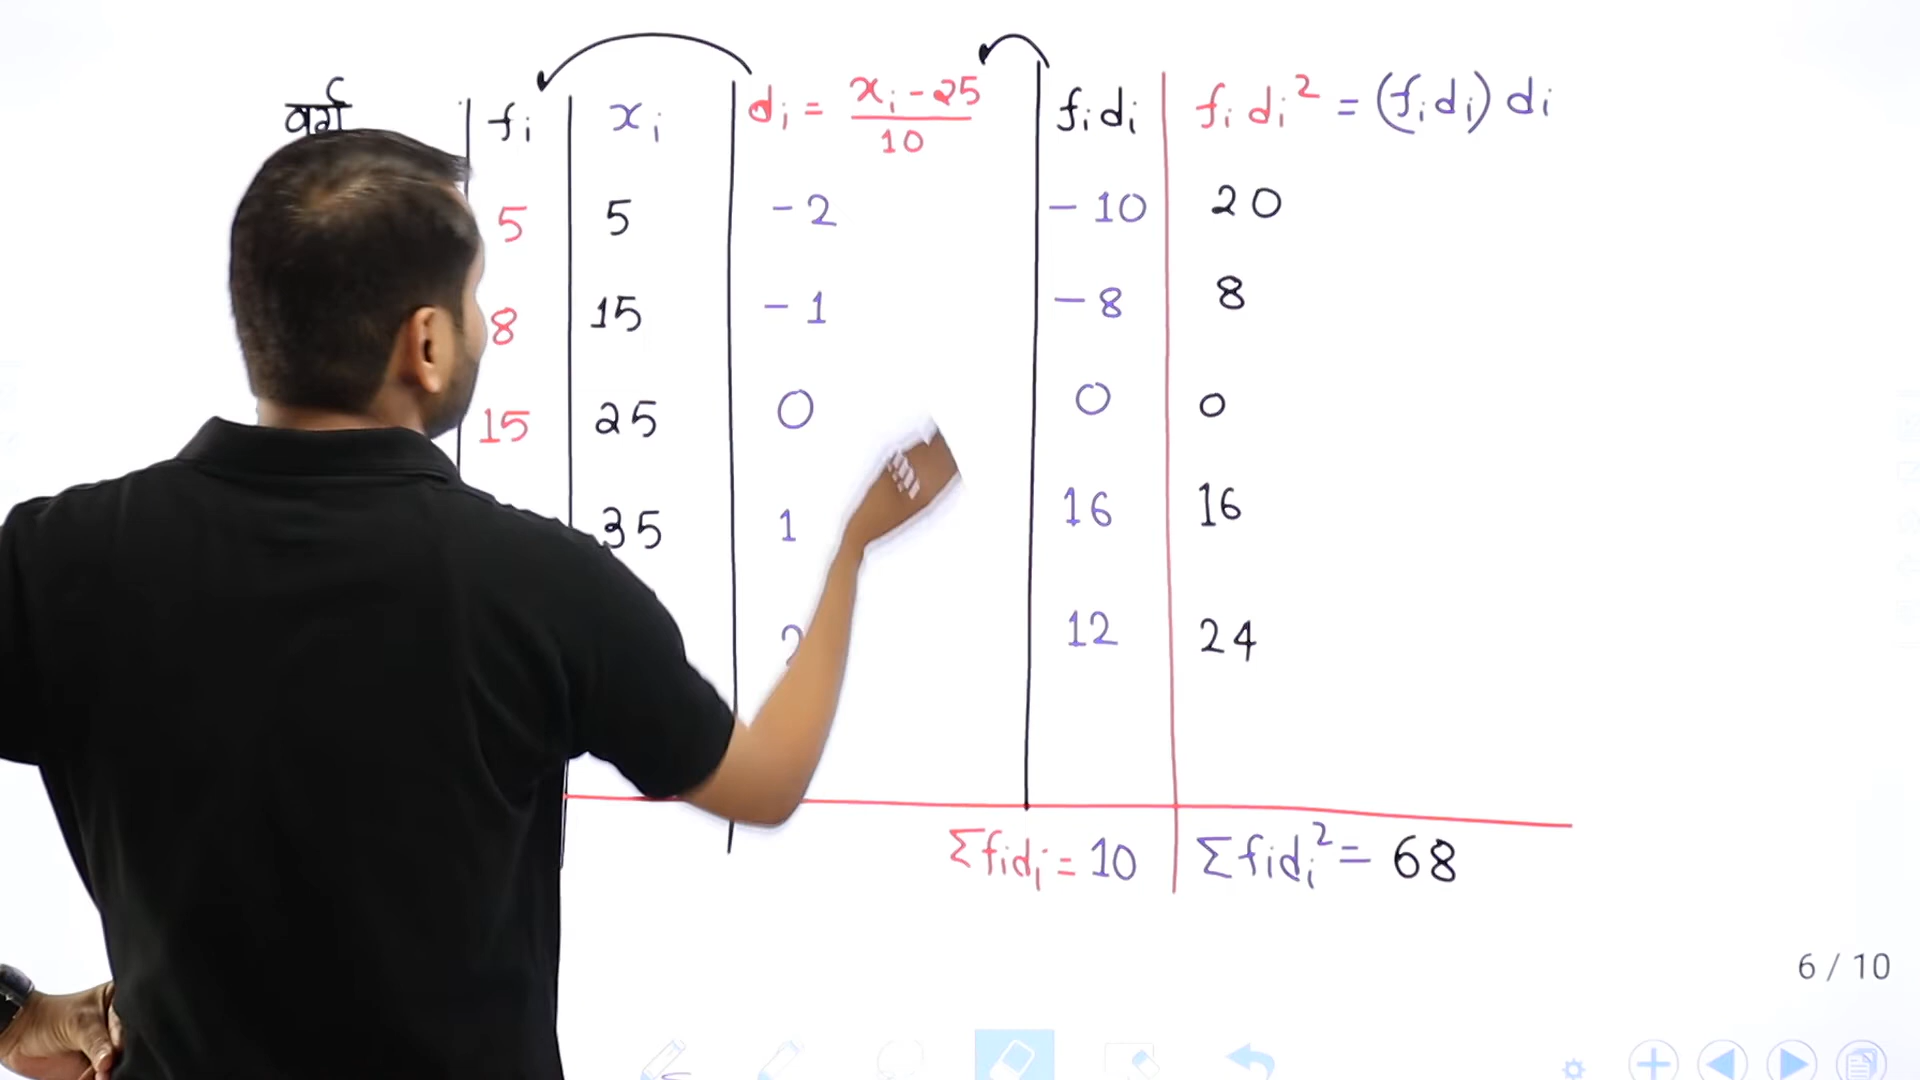 वर्ग fᵢ xᵢ dᵢ = (xᵢ - 25)/10 fᵢdᵢ fᵢdᵢ² = (fᵢdᵢ) dᵢ
5 5 -2 -10 20
8 15 -1 -8 8
15 25 0 0 0
35 1 16 16
2 12 24
Σfidᵢ = 10 Σfidᵢ² = 68
6 / 10